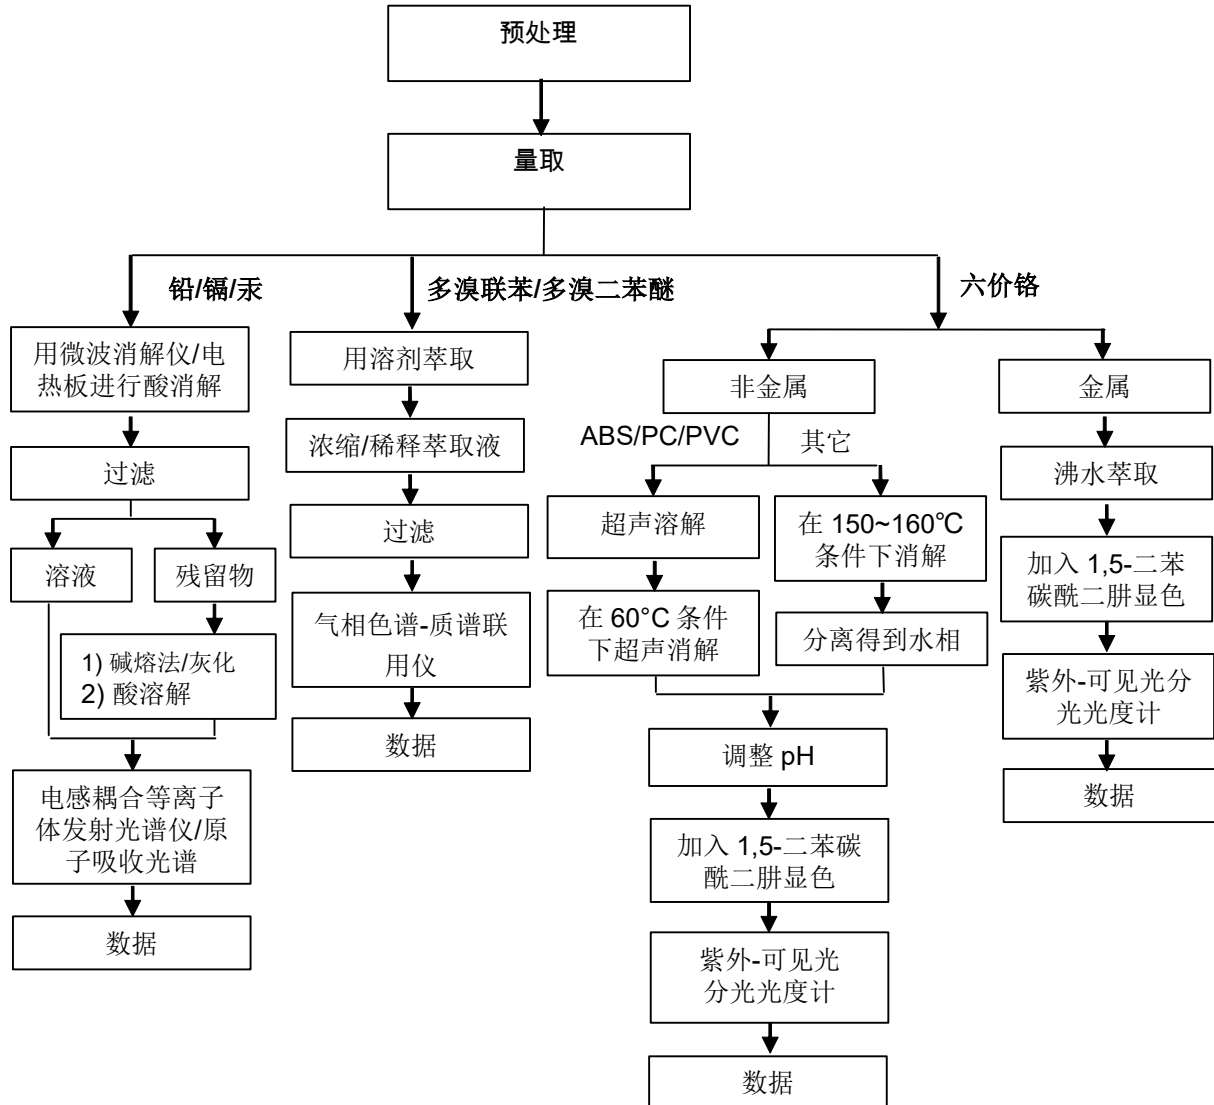 预处理
量取
铅/镉/汞
多溴联苯/多溴二苯醚
六价铬
用微波消解仪/电
热板进行酸消解
过滤
溶液
残留物
1) 碱熔法/灰化
2) 酸溶解
电感耦合等离子
体发射光谱仪/原
子吸收光谱
数据
用溶剂萃取
浓缩/稀释萃取液
过滤
气相色谱-质谱联
用仪
数据
非金属
ABS/PC/PVC
其它
超声溶解
在 60°C 条件
下超声消解
在 150~160℃
条件下消解
分离得到水相
调整 pH
加入 1,5-二苯碳
酰二肼显色
紫外-可见光
分光光度计
数据
金属
沸水萃取
加入 1,5-二苯
碳酰二肼显色
紫外-可见光分
光光度计
数据